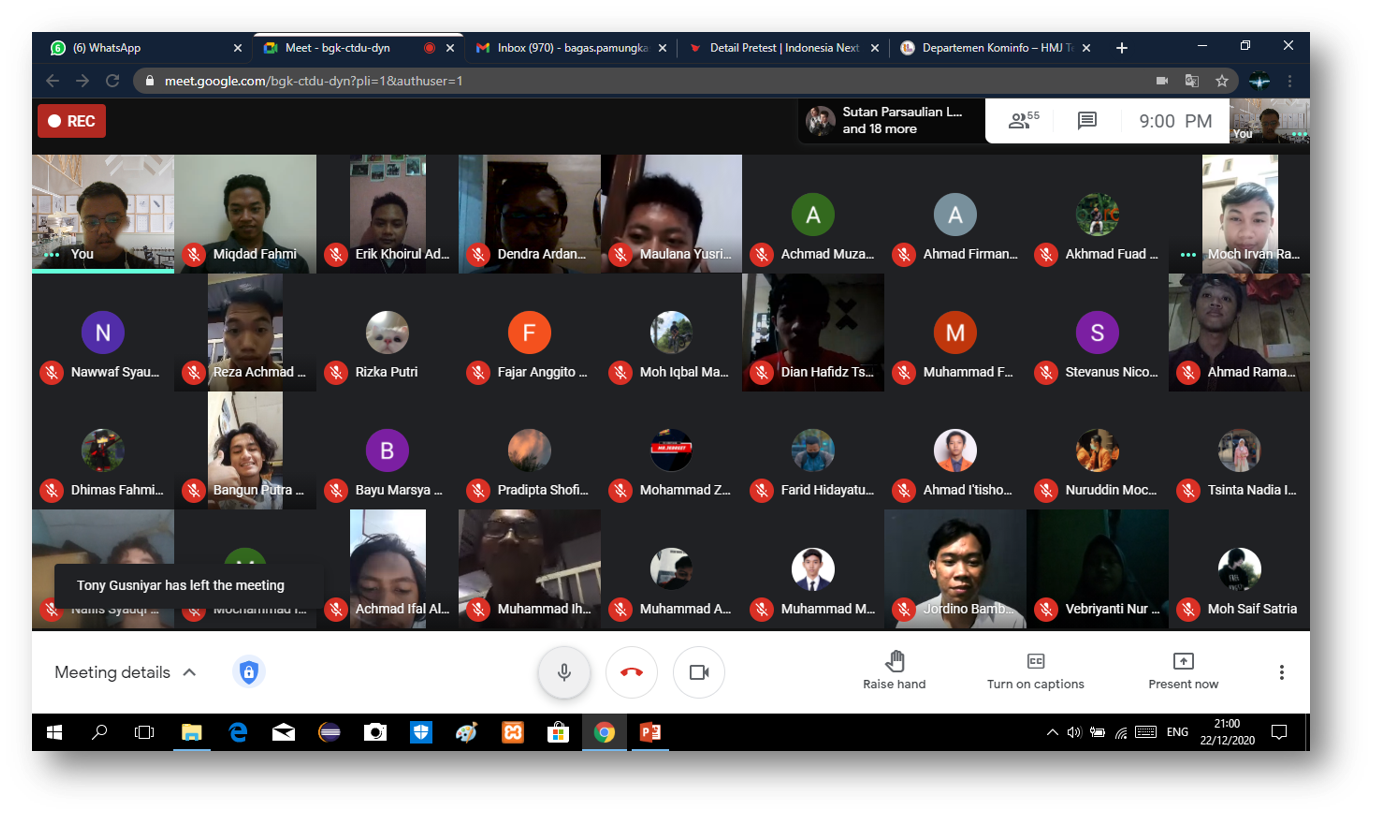 (6) WhatsApp
Meet - bgk-ctdu-dyn
Inbox (970) - bagas.pamungka
Detail Pretest | Indonesia Next
Departemen Kominfo – HMJ Te
meet.google.com/bgk-ctdu-dyn?pli=1&authuser=1
REC
Sutan Parsaulian L...
and 18 more
55
9:00 PM
You
You
Miqdad Fahmi
Erik Khoirul Ad...
Dendra Ardan...
Maulana Yusri...
A
Achmad Muza...
A
Ahmad Firman...
Akhmad Fuad ...
Moch Irvan Ra...
N
Nawwaf Syau...
Reza Achmad ...
Rizka Putri
F
Fajar Anggito ...
Moh Iqbal Ma...
Dian Hafidz Ts...
M
Muhammad F...
S
Stevanus Nico...
Ahmad Rama...
Dhimas Fahmi...
Bangun Putra ...
B
Bayu Marsya ...
Pradipta Shofi...
Mohammad Z...
Farid Hidayatu...
Ahmad I'tisho...
Nuruddin Moc...
Tsinta Nadia I...
Tony Gusniyar has left the meeting
Achmad Ifal Al...
Muhammad Ih...
Muhammad A...
Muhammad M...
Jordino Bamb...
Vebriyanti Nur ...
Moh Saif Satria
Meeting details
Raise hand
CC
Turn on captions
Present now
ENG
21:00
22/12/2020